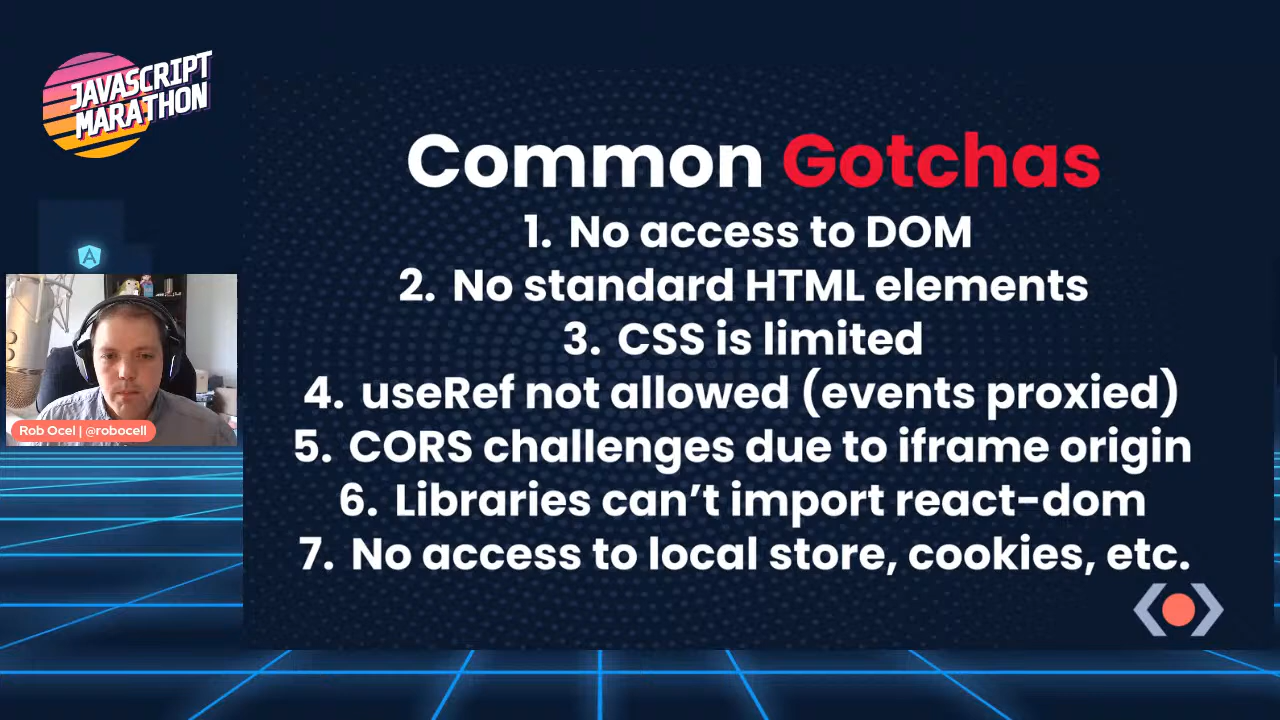 JAVASCRIPT
MARATHON
Common Gotchas
1. No access to DOM
2. No standard HTML elements
3. CSS is limited
4. useRef not allowed (events proxied)
5. CORS challenges due to iframe origin
6. Libraries can’t import react-dom
7. No access to local store, cookies, etc.
A
Rob Ocel | @robocell